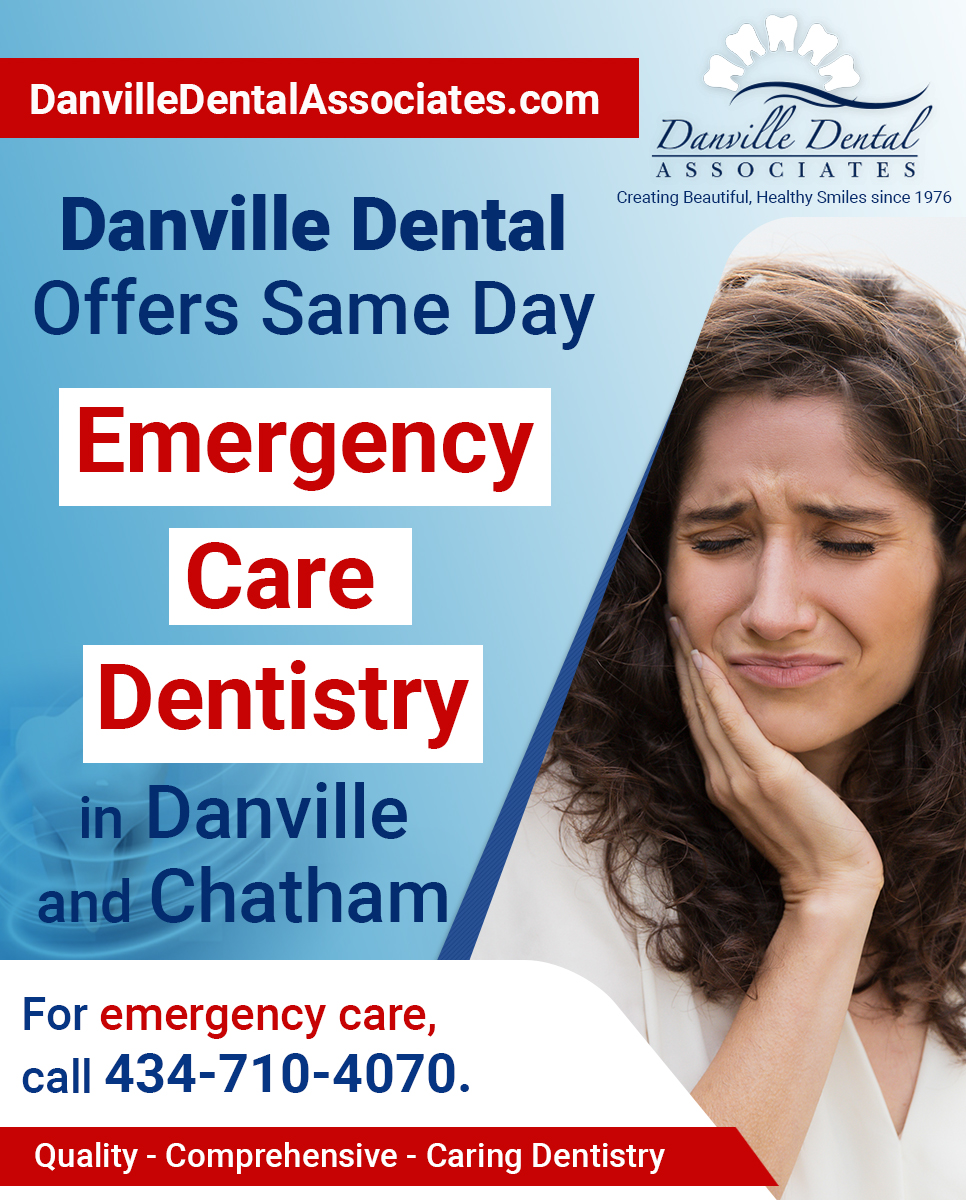 DanvilleDentalAssociates.com
Danville Dental
ASSOCIATES
Creating Beautiful, Healthy Smiles since 1976
Danville Dental
Offers Same Day
Emergency
Care
Dentistry
in Danville
and Chatham
For emergency care,
call 434-710-4070.
Quality - Comprehensive - Caring Dentistry